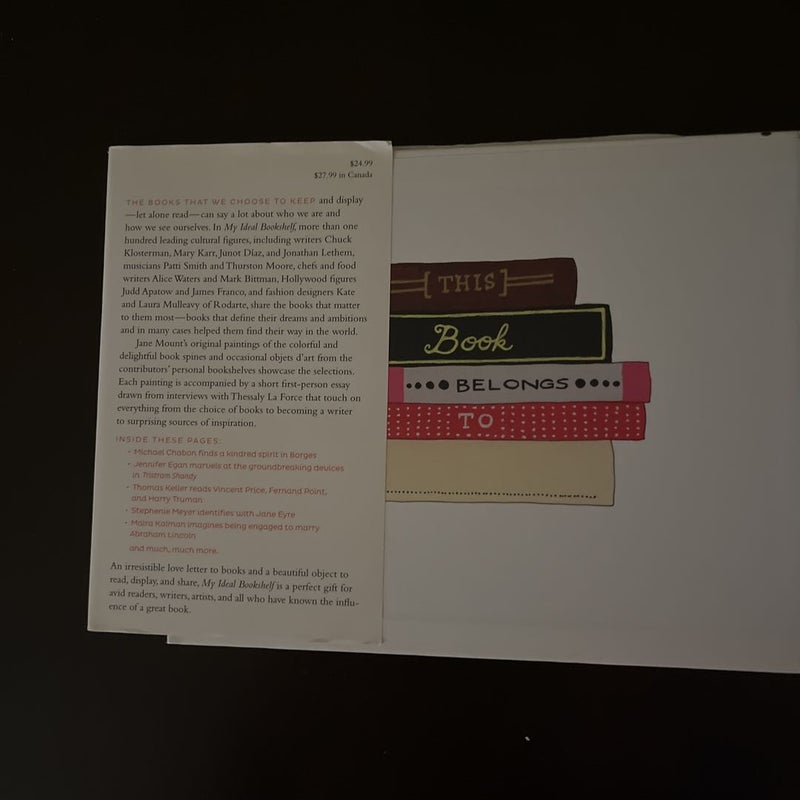 $24.99
$27.99 in Canada
THE BOOKS THAT WE CHOOSE TO KEEP and display
—let alone read—can say a lot about who we are and
how we see ourselves. In My Ideal Bookshelf, more than one
hundred leading cultural figures, including writers Chuck
Klosterman, Mary Karr, Junot Díaz, and Jonathan Lethem,
musicians Patti Smith and Thurston Moore, chefs and food
writers Alice Waters and Mark Bittman, Hollywood figures
Judd Apatow and James Franco, and fashion designers Kate
and Laura Mulleavy of Rodarte, share the books that matter
to them most—books that define their dreams and ambitions
and in many cases helped them find their way in the world.
Jane Mount's original paintings of the colorful and
delightful book spines and occasional objets d'art from the
contributors' personal bookshelves showcase the selections.
Each painting is accompanied by a short first-person essay
drawn from interviews with Thessaly La Force that touch on
everything from the choice of books to becoming a writer
to surprising sources of inspiration.
INSIDE THESE PAGES:
• Michael Chabon finds a kindred spirit in Borges
• Jennifer Egan marvels at the groundbreaking devices
in Tristram Shandy
• Thomas Keller reads Vincent Price, Fernand Point,
and Harry Truman
• Stephenie Meyer identifies with Jane Eyre
• Maira Kalman imagines being engaged to marry
Abraham Lincoln
and much, much more.
An irresistible love letter to books and a beautiful object to
read, display, and share, My Ideal Bookshelf is a perfect gift for
avid readers, writers, artists, and all who have known the influ-
ence of a great book.
THIS
Book
BELONGS
TO